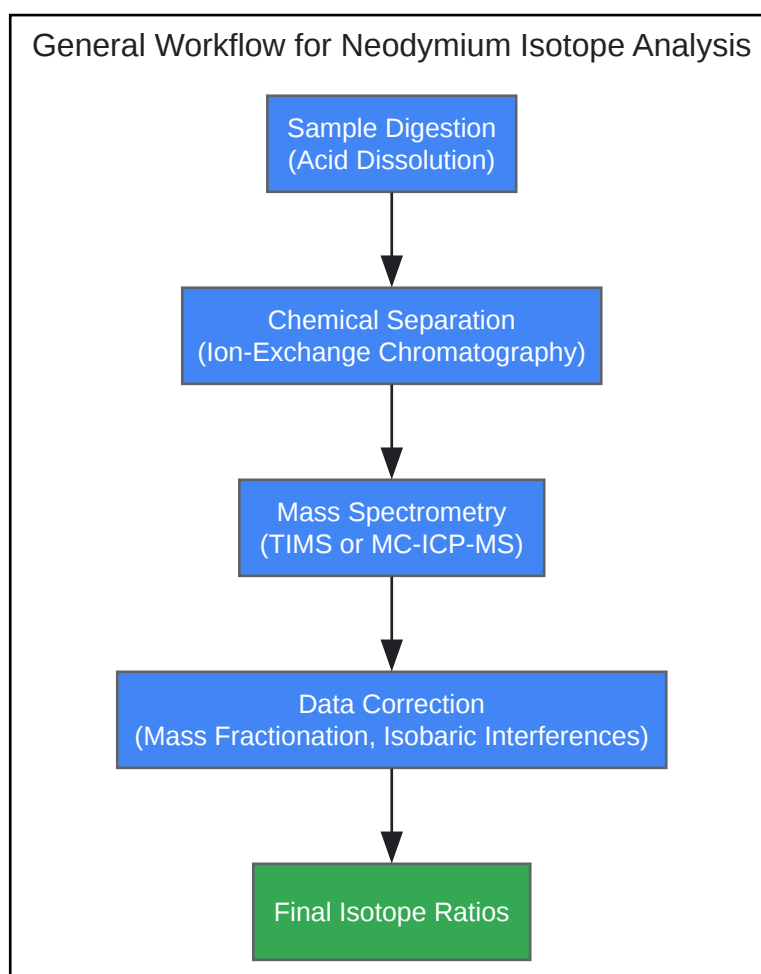 General Workflow for Neodymium Isotope Analysis
Sample Digestion
(Acid Dissolution)
Chemical Separation
(Ion-Exchange Chromatography)
Mass Spectrometry
(TIMS or MC-ICP-MS)
Data Correction
(Mass Fractionation, Isobaric Interferences)
Final Isotope Ratios